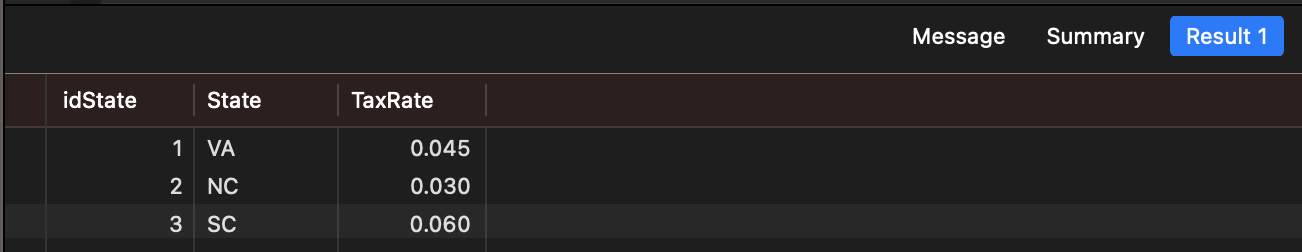 Message Summary Result 1
idState State TaxRate
1 VA 0.045
2 NC 0.030
3 SC 0.060